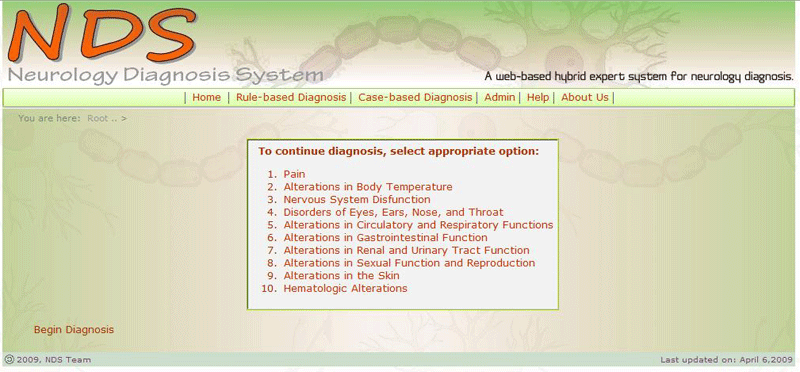 NDS
Neurology Diagnosis System
A web-based hybrid expert system for neurology diagnosis.
| Home | Rule-based Diagnosis | Case-based Diagnosis | Admin | Help | About Us |
You are here: Root .. >
To continue diagnosis, select appropriate option:
1. Pain
2. Alterations in Body Temperature
3. Nervous System Disfunction
4. Disorders of Eyes, Ears, Nose, and Throat
5. Alterations in Circulatory and Respiratory Functions
6. Alterations in Gastrointestinal Function
7. Alterations in Renal and Urinary Tract Function
8. Alterations in Sexual Function and Reproduction
9. Alterations in the Skin
10. Hematologic Alterations
Begin Diagnosis
© 2009, NDS Team Last updated on: April 6,2009